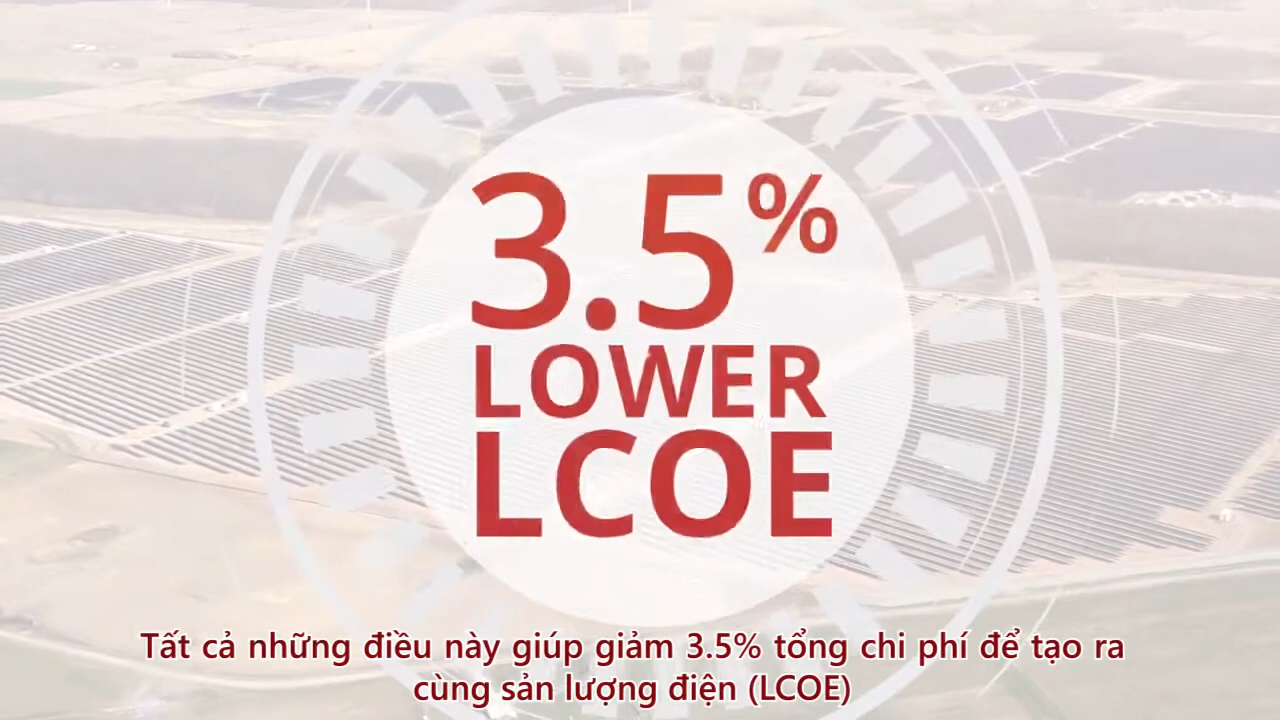 3.5%
LOWER
LCOE
Tất cả những điều này giúp giảm 3.5% tổng chi phí để tạo ra
cùng sản lượng điện (LCOE)